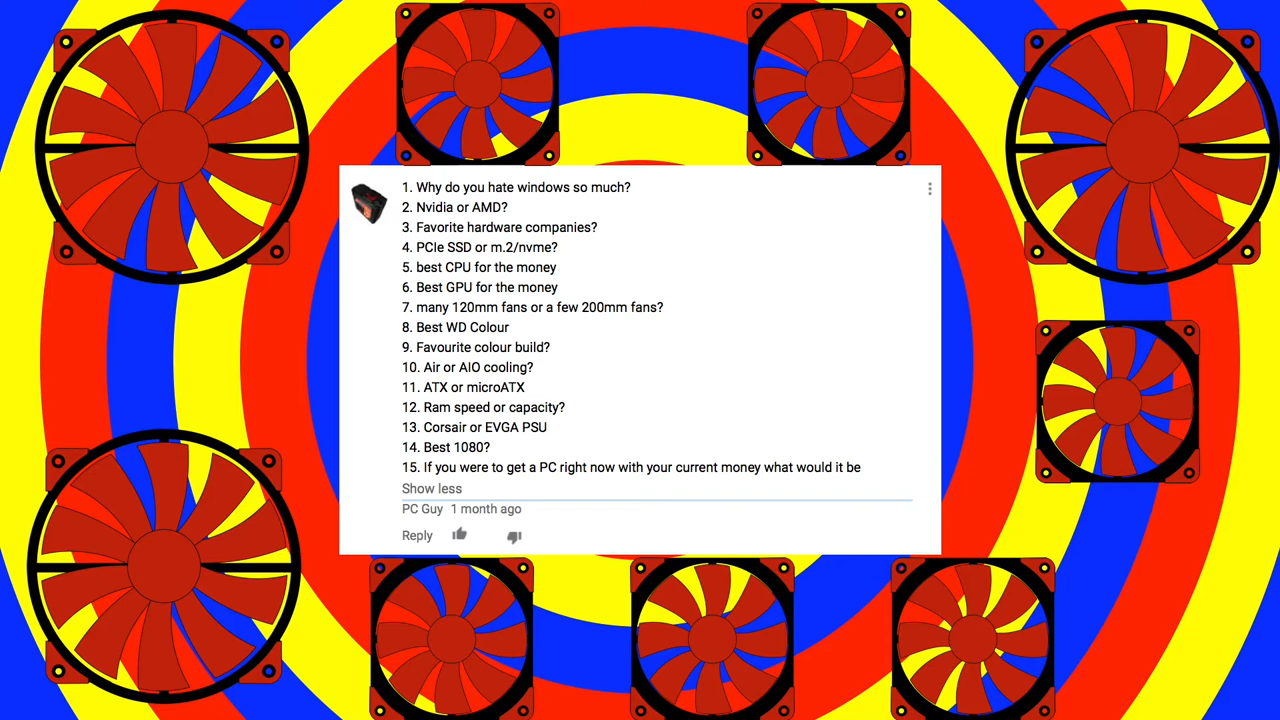 1. Why do you hate windows so much?
2. Nvidia or AMD?
3. Favorite hardware companies?
4. PCIe SSD or m.2/nvme?
5. best CPU for the money
6. Best GPU for the money
7. many 120mm fans or a few 200mm fans?
8. Best WD Colour
9. Favourite colour build?
10. Air or AIO cooling?
11. ATX or microATX
12. Ram speed or capacity?
13. Corsair or EVGA PSU
14. Best 1080?
15. If you were to get a PC right now with your current money what would it be
Show less
PC Guy 1 month ago
Reply